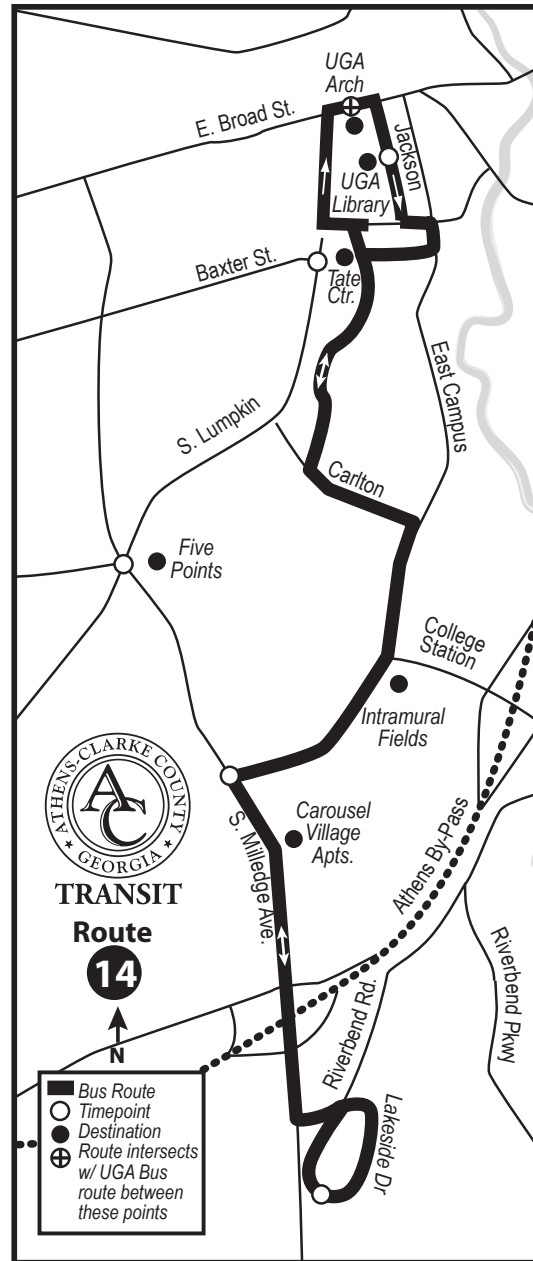 UGA
Arch
E. Broad St.
Jackson
UGA
Library
Baxter St.
Tate
Ctr.
East Campus
S. Lumpkin
Carlton
Five
Points
College
Station
Intramural
Fields
ATHENS-CLARKE COUNTY
AC
GEORGIA
TRANSIT
S. Milledge Ave.
Carousel
Village
Apts.
Athens By-Pass
Route
14
N
Riverbend Rd.
Riverbend Pkwy
Lakeside Dr
Bus Route
Timepoint
Destination
Route intersects
w/ UGA Bus
route between
these points